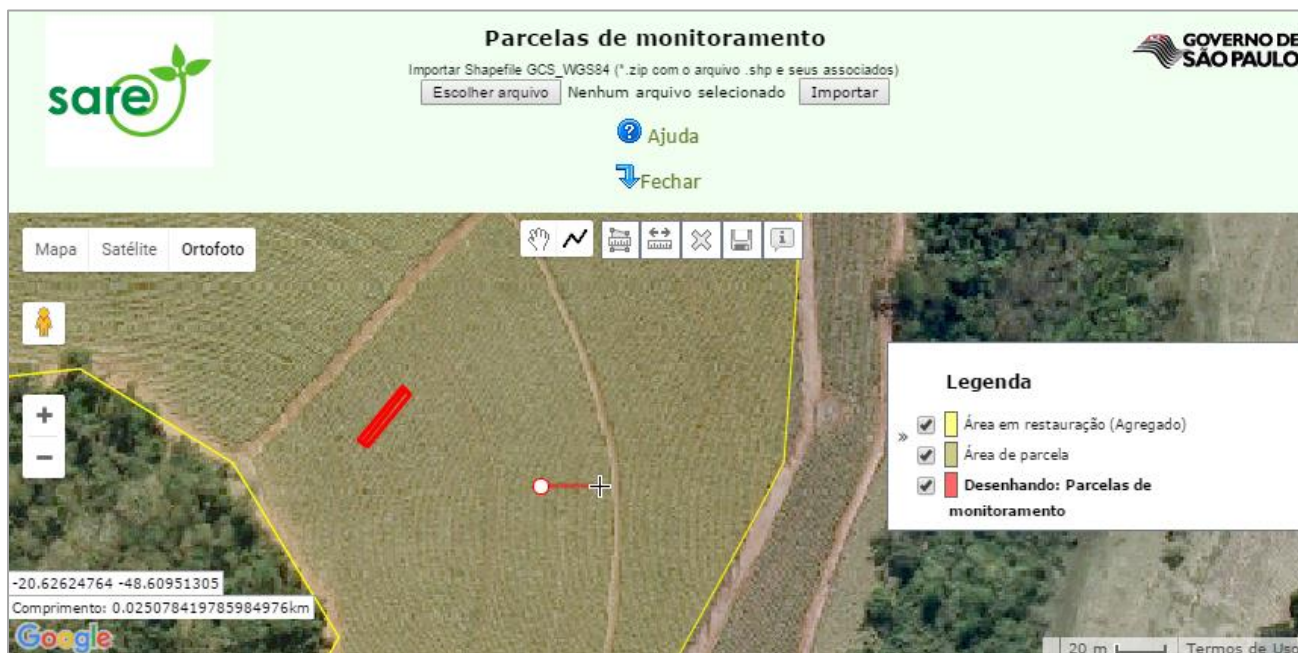 sare
Parcelas de monitoramento
Importar Shapefile GCS_WGS84 (*.zip com o arquivo .shp e seus associados)
Escolher arquivo Nenhum arquivo selecionado Importar
Ajuda
Fechar
GOVERNO DE
SÃO PAULO
Mapa Satélite Ortofoto
Legenda
Área em restauração (Agregado)
Área de parcela
Desenhando: Parcelas de
monitoramento
-20.62624764 -48.60951305
Comprimento: 0.025078419785984976km
Google
20 m Termos de Uso